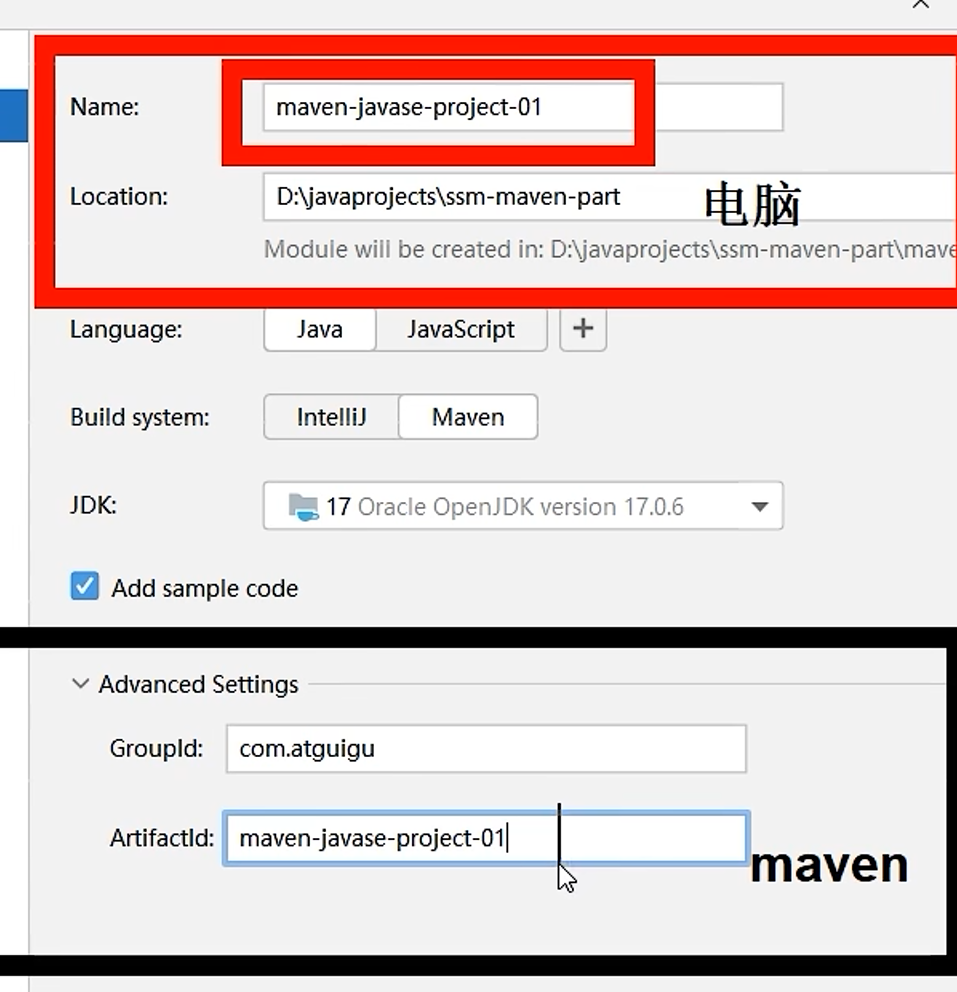 Name: maven-javase-project-01
Location: D:\javaprojects\ssm-maven-part 电脑
Module will be created in: D:\javaprojects\ssm-maven-part\mave
Language: Java JavaScript +
Build system: IntelliJ Maven
JDK: 17 Oracle OpenJDK version 17.0.6
Add sample code
Advanced Settings
GroupId: com.atguigu
ArtifactId: maven-javase-project-01
maven